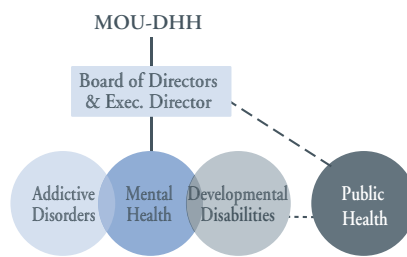 MOU-DHH
Board of Directors
& Exec. Director
Addictive
Disorders
Mental
Health
Developmental
Disabilities
Public
Health